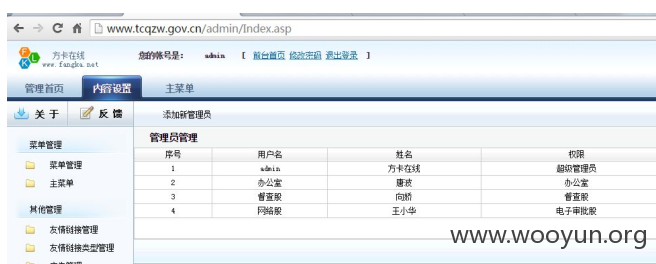 www.tcqzw.gov.cn/admin/Index.asp
方卡在线
www.fangka.net
您的帐号是： admin [ 前台首页 修改密码 退出登录 ]
管理首页 内容设置 主菜单
关于 反馈 添加新管理员
菜单管理
菜单管理
主菜单
其他管理
友情链接管理
友情链接类型管理
管理员管理
序号 用户名 姓名 权限
1 admin 方卡在线 超级管理员
2 办公室 唐波 办公室
3 督查股 向娇 督查股
4 网络股 王小华 电子审批股
www.wooyun.org